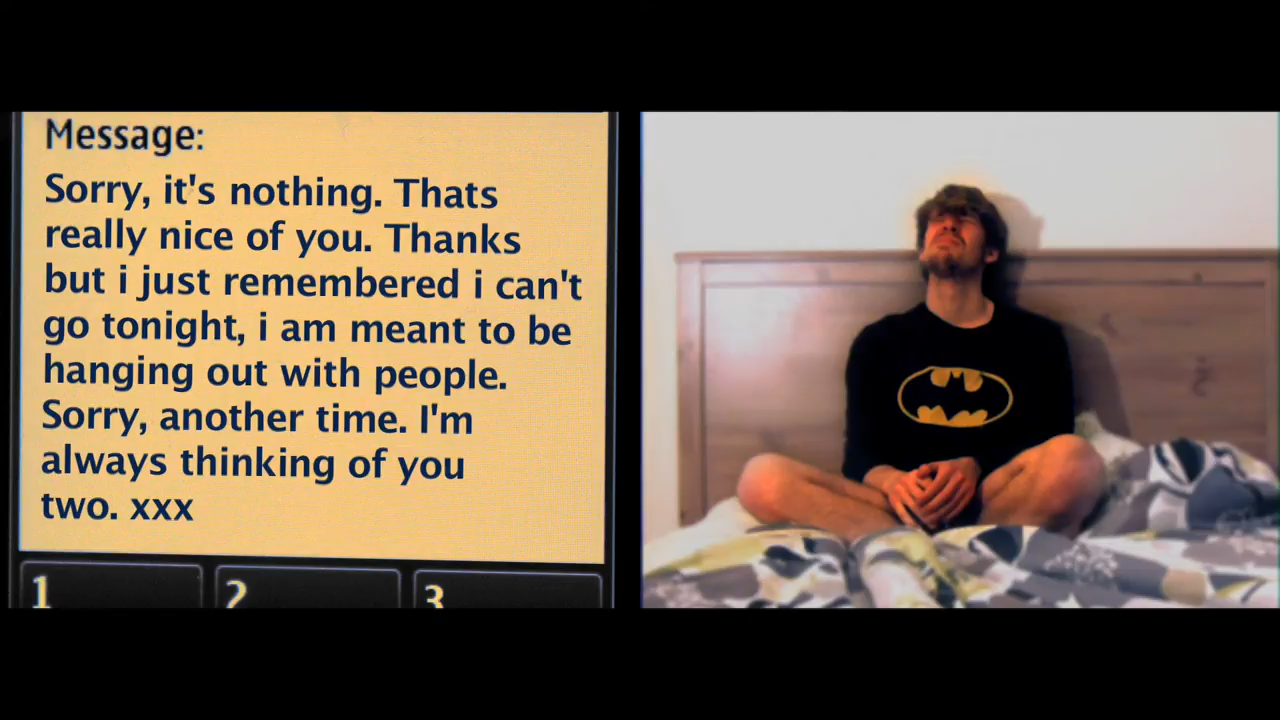 Message:
Sorry, it's nothing. Thats
really nice of you. Thanks
but i just remembered i can't
go tonight, i am meant to be
hanging out with people.
Sorry, another time. I'm
always thinking of you
two. xxx
1 2 3